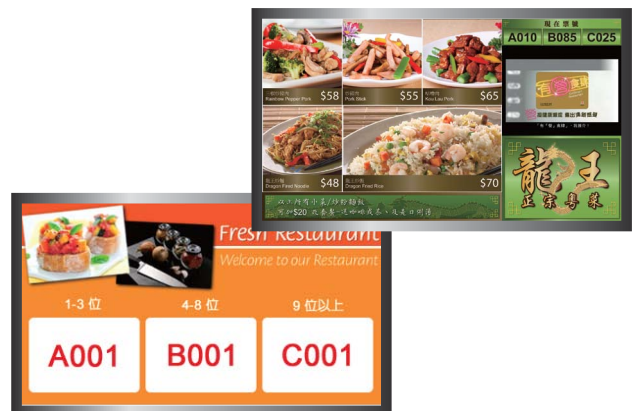 現在票號
A010 B085 C025
$58
Rainbow Pepper Pork
$55
Pork Stick
$65
Kou Lau Pork
$48
Dragon Fried Noodle
$70
Dragon Fried Rice
龍王
正宗粵菜
Fresh Restaurant
Welcome to our Restaurant
1-3 位
4-8 位
9 位以上
A001
B001
C001